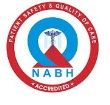 PATIENT SAFETY & QUALITY OF CARE
NABH
ACCREDITED